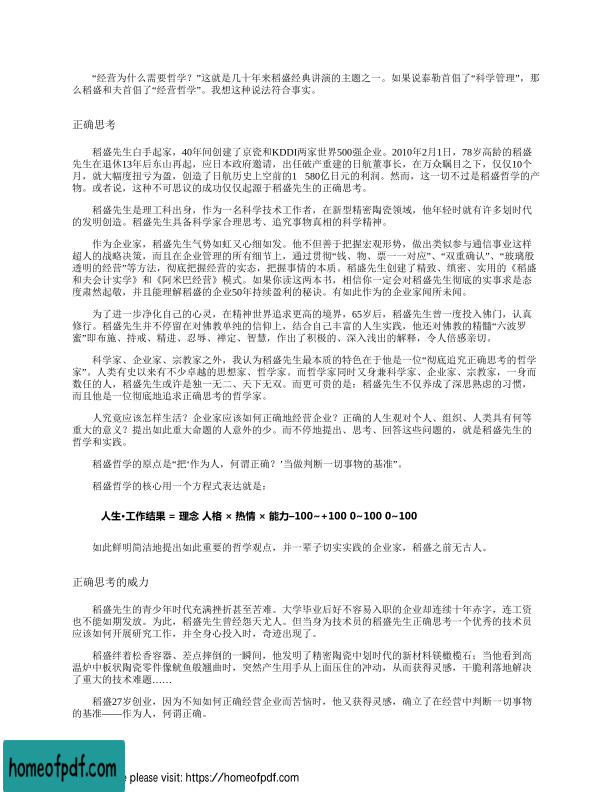 “经营为什么需要哲学？”这就是几十年来稻盛经典讲演的主题之一。如果说泰勒首倡了“科学管理”，那
么稻盛和夫首倡了“经营哲学”。我想这种说法符合事实。
正确思考
稻盛先生白手起家，40年间创建了京瓷和KDDI两家世界500强企业。2010年2月1日，78岁高龄的稻盛
先生在退休13年后东山再起，应日本政府邀请，出任破产重建的日航董事长，在万众瞩目之下，仅仅10个
月，就大幅度扭亏为盈，创造了日航历史上空前的1 580亿日元的利润。然而，这一切不过是稻盛哲学的产
物。或者说，这种不可思议的成功仅仅起源于稻盛先生的正确思考。
稻盛先生是理工科出身，作为一名科学技术工作者，在新型精密陶瓷领域，他年轻时就有许多划时代
的发明创造。稻盛先生具备科学家合理思考、追究事物真相的科学精神。
作为企业家，稻盛先生气势如虹又心细如发。他不但善于把握宏观形势，做出类似参与通信事业这样
超人的战略决策，而且在企业管理的所有细节上，通过贯彻“钱、物、票一一对应”、“双重确认”、“玻璃般
透明的经营”等方法，彻底把握经营的实态，把握事情的本质。稻盛先生创建了精致、缜密、实用的《稻盛
和夫会计实学》和《阿米巴经营》模式。如果你读这两本书，相信你一定会对稻盛先生彻底的实事求是态
度肃然起敬，并且能理解稻盛的企业50年持续盈利的秘诀。有如此作为的企业家闻所未闻。
为了进一步净化自己的心灵，在精神世界追求更高的境界，65岁后，稻盛先生曾一度投入佛门，认真
修行。稻盛先生并不停留在对佛教单纯的信仰上，结合自己丰富的人生实践，他还对佛教的精髓“六波罗
蜜”即布施、持戒、精进、忍辱、禅定、智慧，作出了积极的、深入浅出的解释，令人倍感亲切。
科学家、企业家、宗教家之外，我认为稻盛先生最本质的特色在于他是一位“彻底追究正确思考的哲学
家”。人类有史以来有不少卓越的思想家、哲学家。而哲学家同时又身兼科学家、企业家、宗教家，一身而
数任的人，稻盛先生或许是独一无二、天下无双。而更可贵的是：稻盛先生不仅养成了深思熟虑的习惯，
而且他是一位彻底地追求正确思考的哲学家。
人究竟应该怎样生活？企业家应该如何正确地经营企业？正确的人生观对个人、组织、人类具有何等
重大的意义？提出如此重大命题的人意外的少。而不停地提出、思考、回答这些问题的，就是稻盛先生的
哲学和实践。
稻盛哲学的原点是“把‘作为人，何谓正确？’当做判断一切事物的基准”。
稻盛哲学的核心用一个方程式表达就是：
人生·工作结果 = 理念 人格 × 热情 × 能力–100~+100 0~100 0~100
如此鲜明简洁地提出如此重要的哲学观点，并一辈子切实实践的企业家，稻盛之前无古人。
正确思考的威力
稻盛先生的青少年时代充满挫折甚至苦难。大学毕业后好不容易入职的企业却连续十年赤字，连工资
也不能如期发放。为此，稻盛先生曾经怨天尤人。但当身为技术员的稻盛先生正确思考一个优秀的技术员
应该如何开展研究工作，并全身心投入时，奇迹出现了。
稻盛绊着松香容器、差点摔倒的一瞬间，他发明了精密陶瓷中划时代的新材料镁橄榄石；当他看到高
温炉中板状陶瓷零件像鱿鱼般翘曲时，突然产生用手从上面压住的冲动，从而获得灵感，干脆利落地解决
了重大的技术难题……
稻盛27岁创业，因为不知如何正确经营企业而苦恼时，他又获得灵感，确立了在经营中判断一切事物
的基准——作为人，何谓正确。
homeofpdf.com
e please visit: https://homeofpdf.com